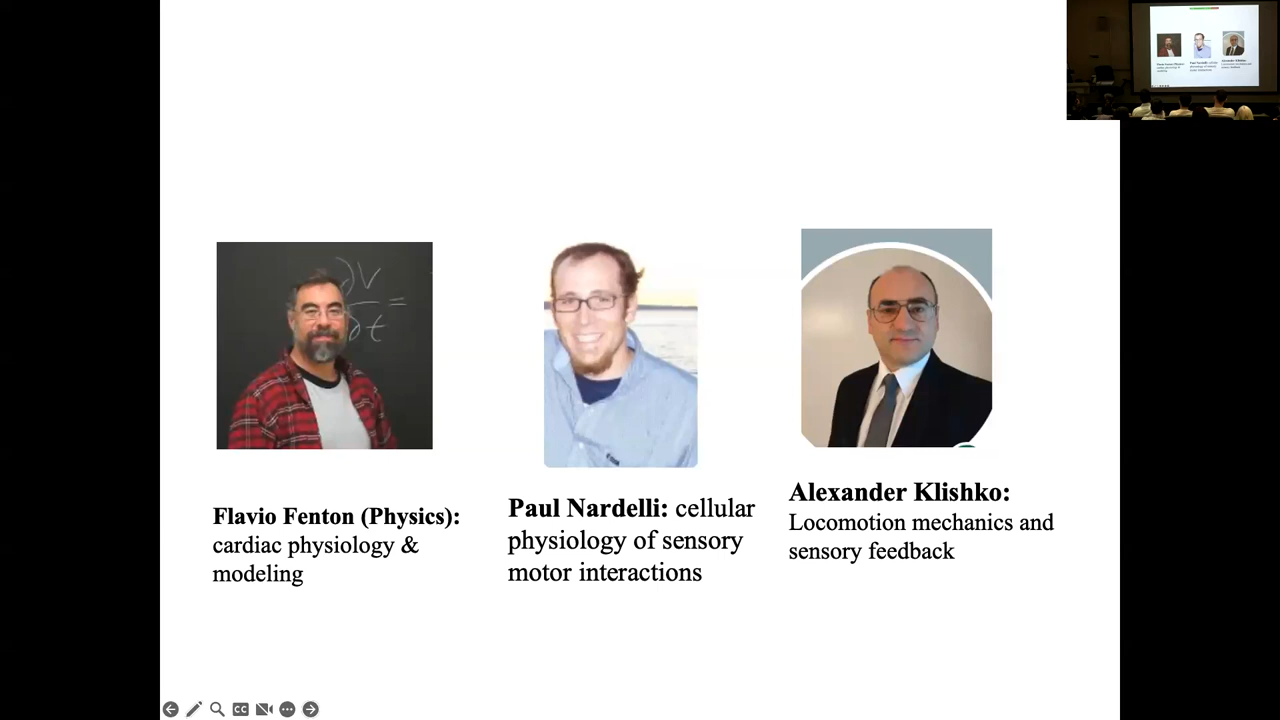 ∂V
∂t =
Flavio Fenton (Physics):
cardiac physiology &
modeling
Paul Nardelli: cellular
physiology of sensory
motor interactions
Alexander Klishko:
Locomotion mechanics and
sensory feedback
CC